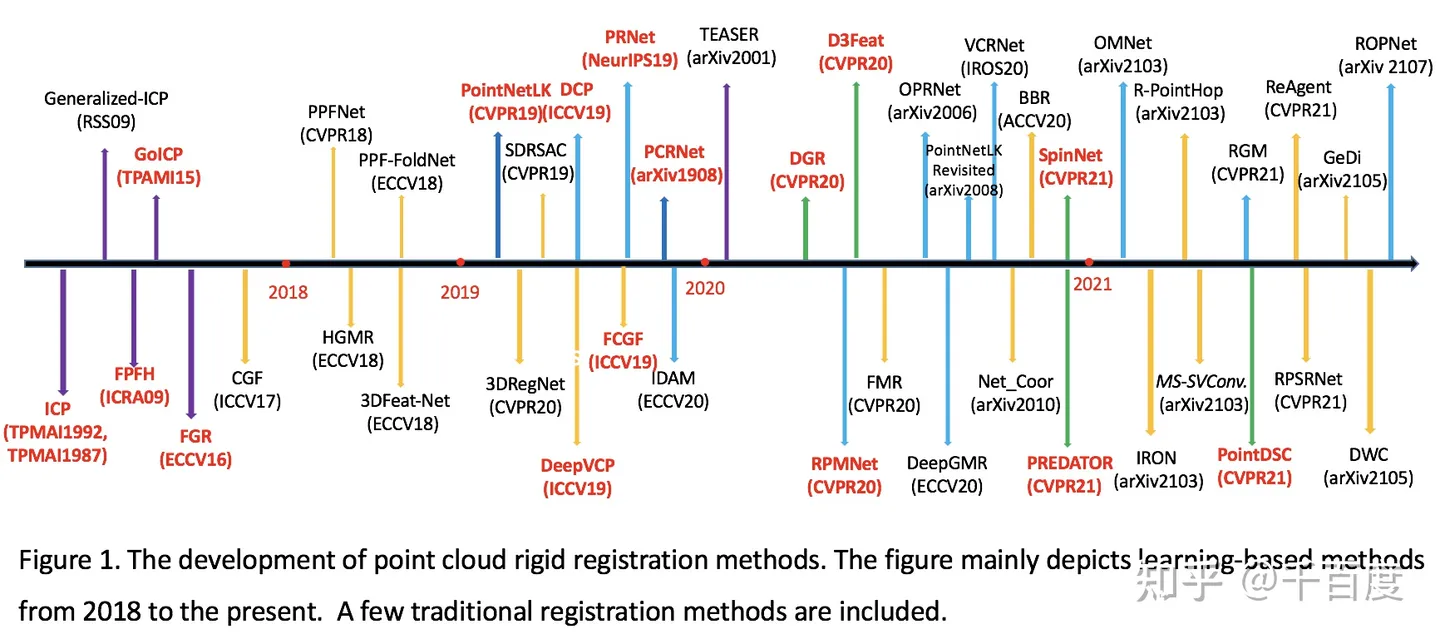 Generalized-ICP
(RSS09)
GoICP
(TPAMI15)
PPFNet
(CVPR18)
PPF-FoldNet
(ECCV18)
PointNetLK
(CVPR19)
DCP
(ICCV19)
SDRSAC
(CVPR19)
PRNet
(NeurIPS19)
PCRNet
(arXiv1908)
TEASER
(arXiv2001)
DGR
(CVPR20)
D3Feat
(CVPR20)
OPRNet
(arXiv2006)
PointNetLK
Revisited
(arXiv2008)
VCRNet
(IROS20)
BBR
(ACCV20)
SpinNet
(CVPR21)
OMNet
(arXiv2103)
R-PointHop
(arXiv2103)
RGM
(CVPR21)
ReAgent
(CVPR21)
GeDi
(arXiv2105)
ROPNet
(arXiv 2107)
2018
2019
2020
2021
ICP
(TPMAI1992,
TPMAI1987)
FPFH
(ICRA09)
FGR
(ECCV16)
CGF
(ICCV17)
HGMR
(ECCV18)
3DFeat-Net
(ECCV18)
3DRegNet
(CVPR20)
DeepVCP
(ICCV19)
FCGF
(ICCV19)
IDAM
(ECCV20)
RPMNet
(CVPR20)
FMR
(CVPR20)
DeepGMR
(ECCV20)
Net_Coor
(arXiv2010)
PREDATOR
(CVPR21)
IRON
(arXiv2103)
MS-SVConv.
(arXiv2103)
PointDSC
(CVPR21)
RPSRNet
(CVPR21)
DWC
(arXiv2105)
Figure 1. The development of point cloud rigid registration methods. The figure mainly depicts learning-based methods
from 2018 to the present. A few traditional registration methods are included.
知乎 @千百度